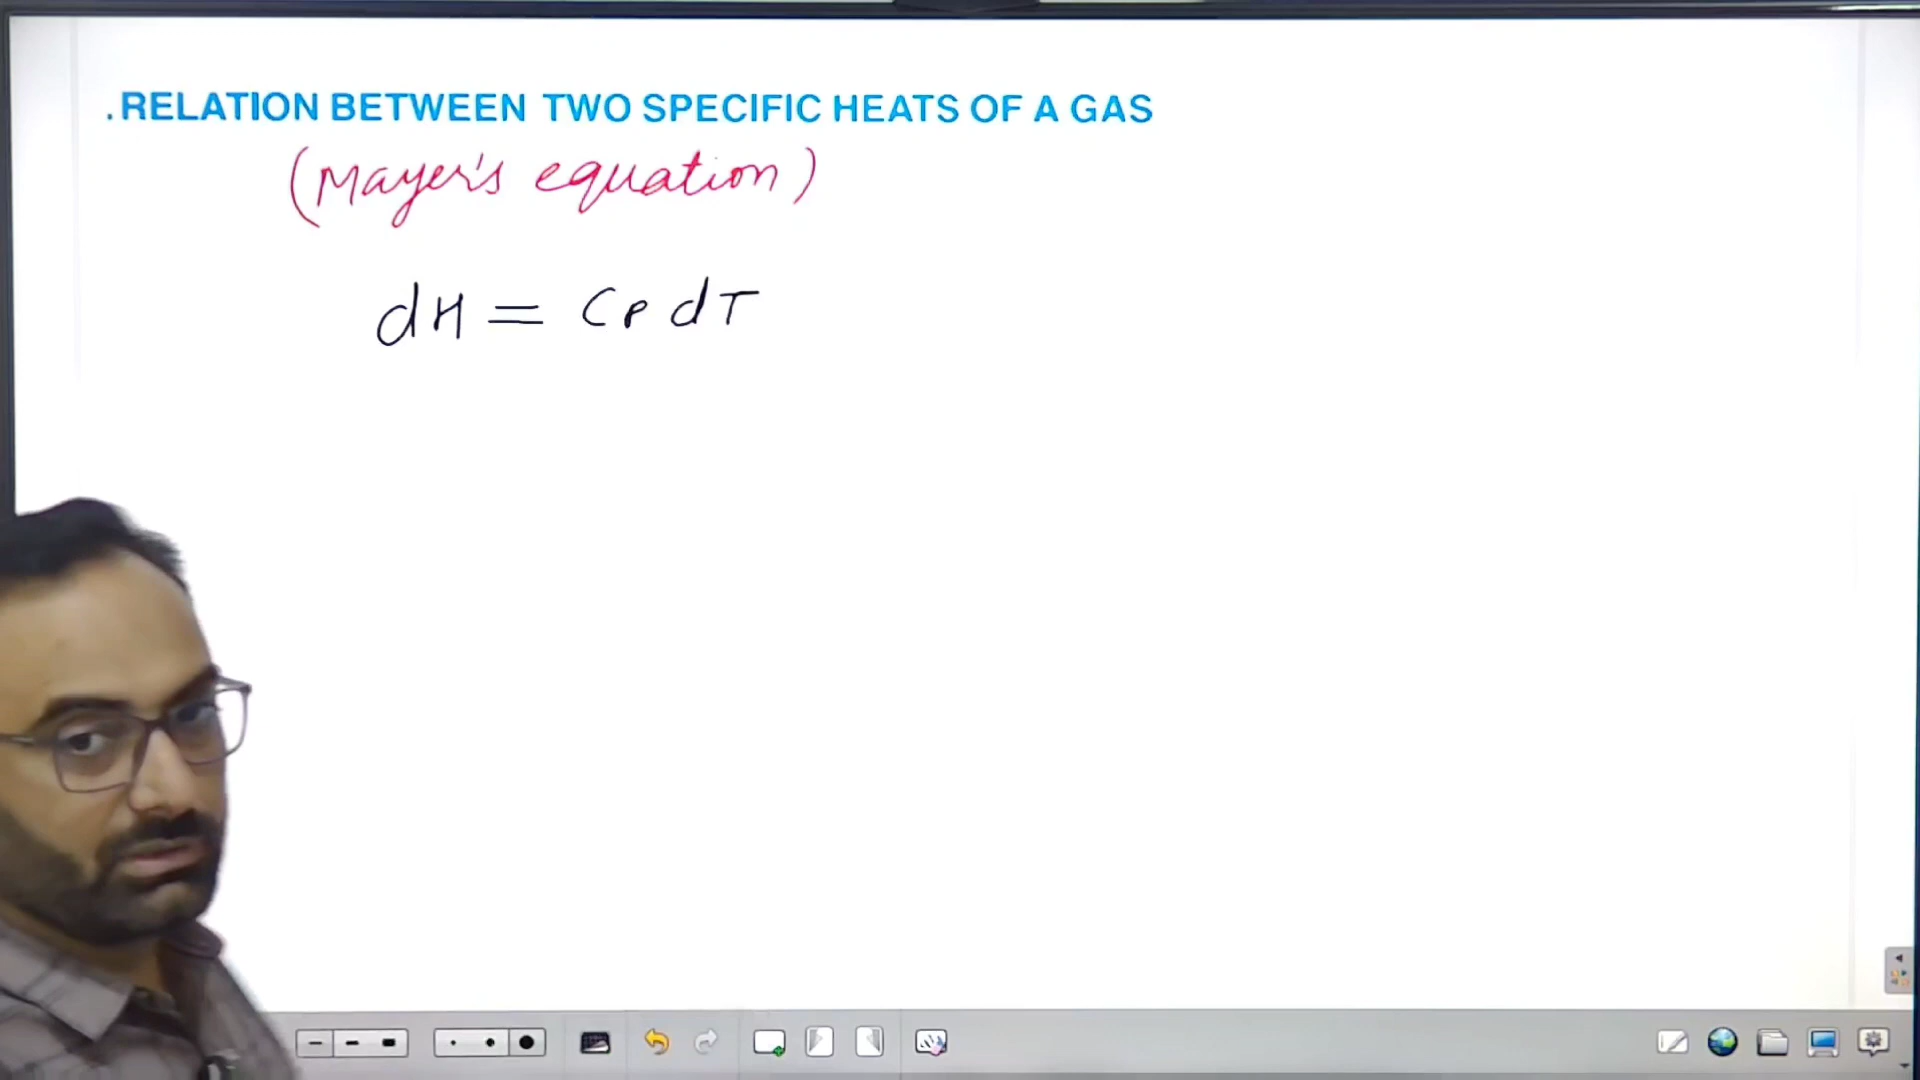 . RELATION BETWEEN TWO SPECIFIC HEATS OF A GAS
(Mayer's equation)
dH = CP dT